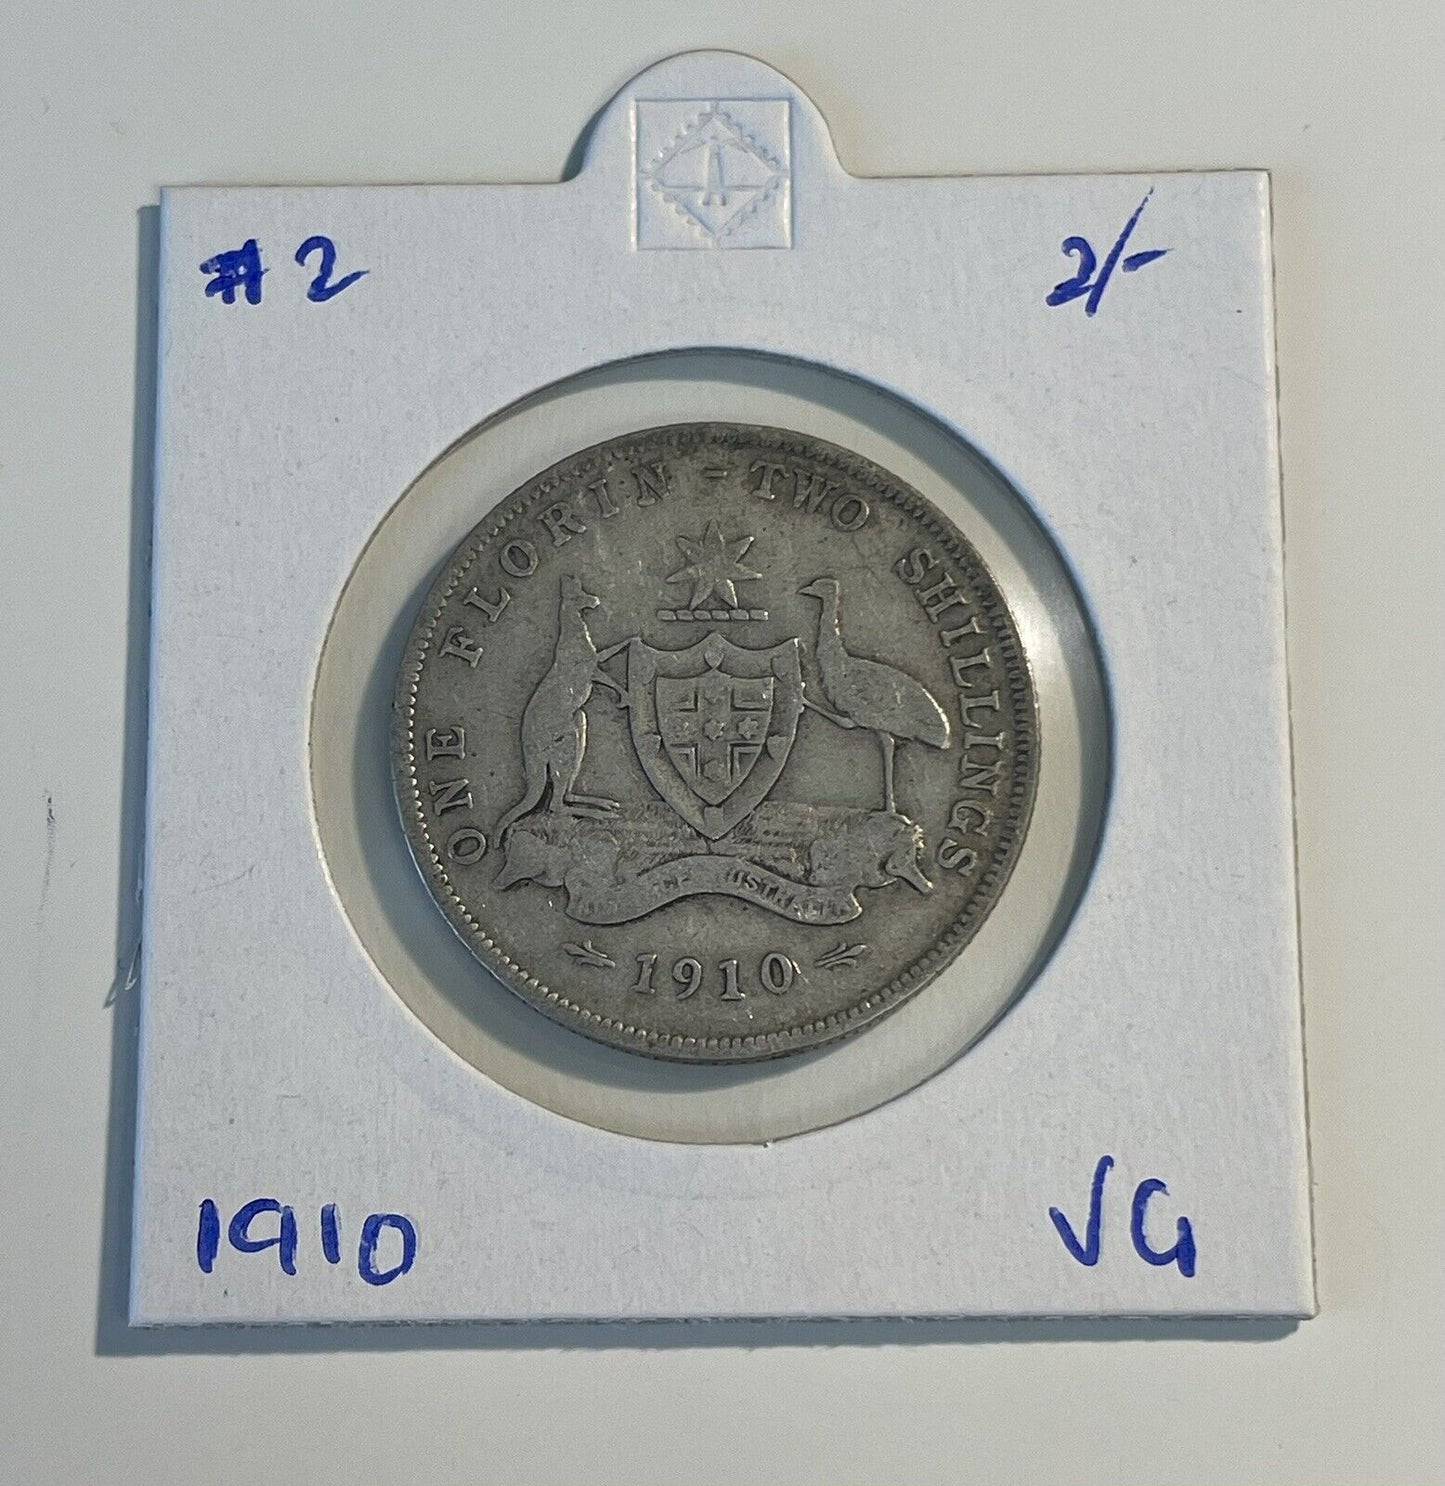 #2
2/-
ONE FLORIN - TWO SHILLINGS
1910
1910
VG